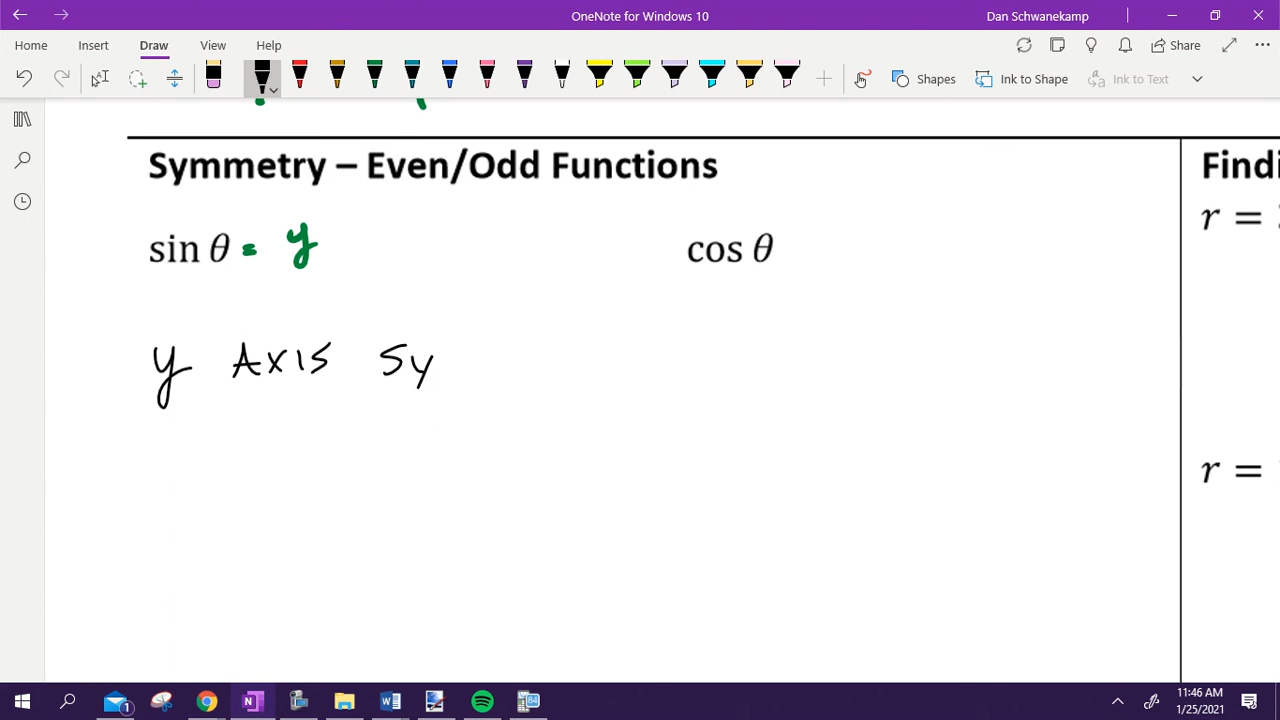 OneNote for Windows 10
Dan Schwanekamp
Home Insert Draw View Help
Share
Shapes
Ink to Shape
Ink to Text
Symmetry – Even/Odd Functions
sin θ = y
cos θ
y Axis Sy
r =
r =
11:46 AM
1/25/2021